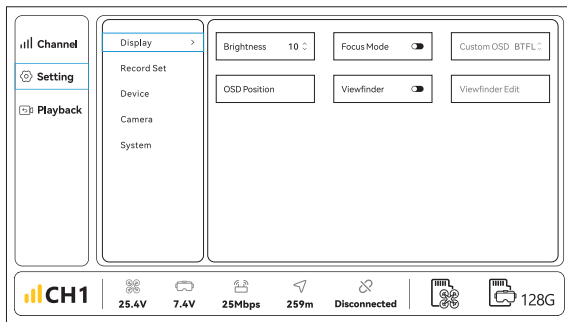 Channel
Setting
Playback
Display >
Record Set
Device
Camera
System
Brightness 10
Focus Mode
Custom OSD BTFL
OSD Position
Viewfinder
Viewfinder Edit
CH1
25.4V
7.4V
25Mbps
259m
Disconnected
128G